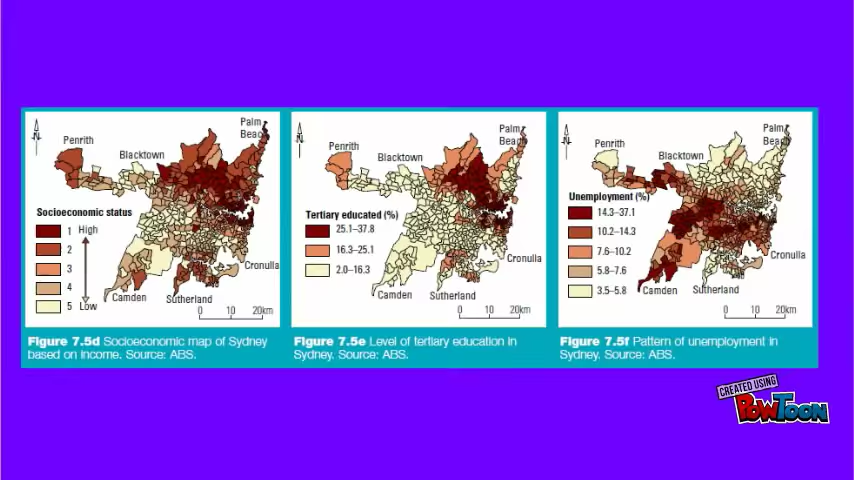 N
Palm
Beach
Penrith
Blacktown
Socioeconomic status
1 High
2
3
4
5 Low
Cronulla
Camden
Sutherland
0 10 20km
Figure 7.5d Socioeconomic map of Sydney
based on income. Source: ABS.
N
Palm
Beach
Penrith
Blacktown
Tertiary educated (%)
25.1–37.8
16.3–25.1
2.0–16.3
Cronulla
Camden
Sutherland
0 10 20km
Figure 7.5e Level of tertiary education in
Sydney. Source: ABS.
N
Palm
Beach
Penrith
Blacktown
Unemployment (%)
14.3–37.1
10.2–14.3
7.6–10.2
5.8–7.6
3.5–5.8
Cronulla
Camden
Sutherland
0 10 20km
Figure 7.5f Pattern of unemployment in
Sydney. Source: ABS.
CREATED USING
POWTOON